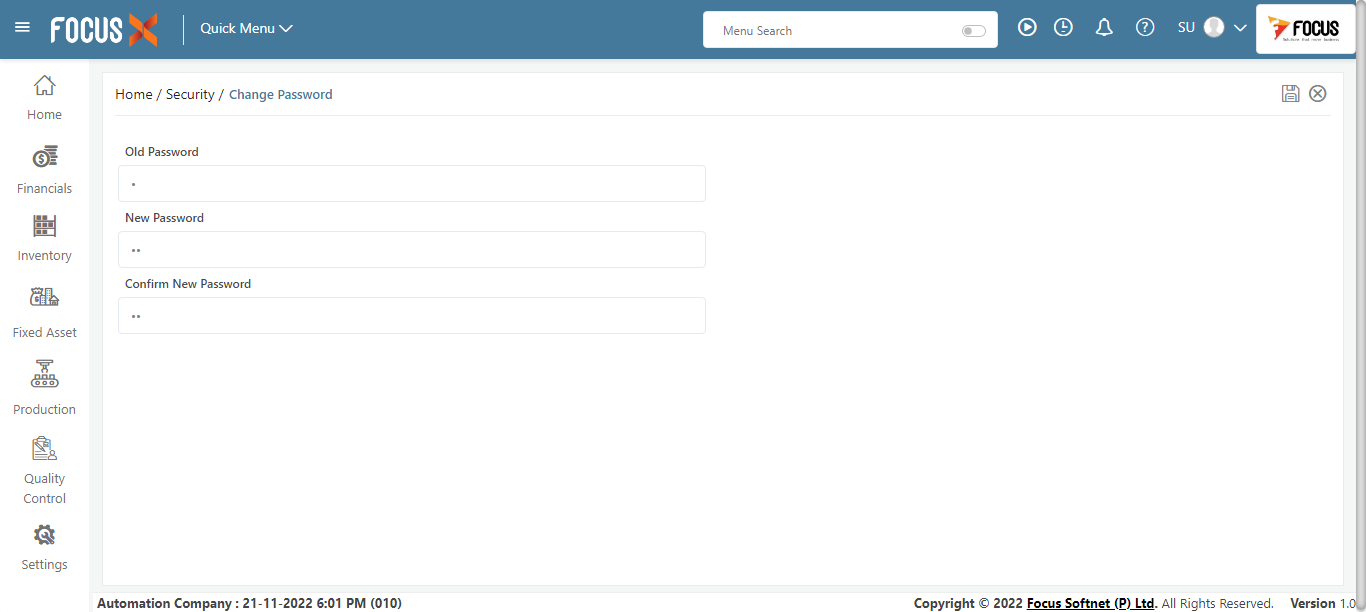 FOCUS X
Quick Menu
Menu Search
SU
FOCUS
Home
Financials
Inventory
Fixed Asset
Production
Quality
Control
Settings
Home / Security / Change Password
Old Password
•
New Password
••
Confirm New Password
••
Automation Company : 21-11-2022 6:01 PM (010)
Copyright © 2022 Focus Softnet (P) Ltd. All Rights Reserved. Version 1.0